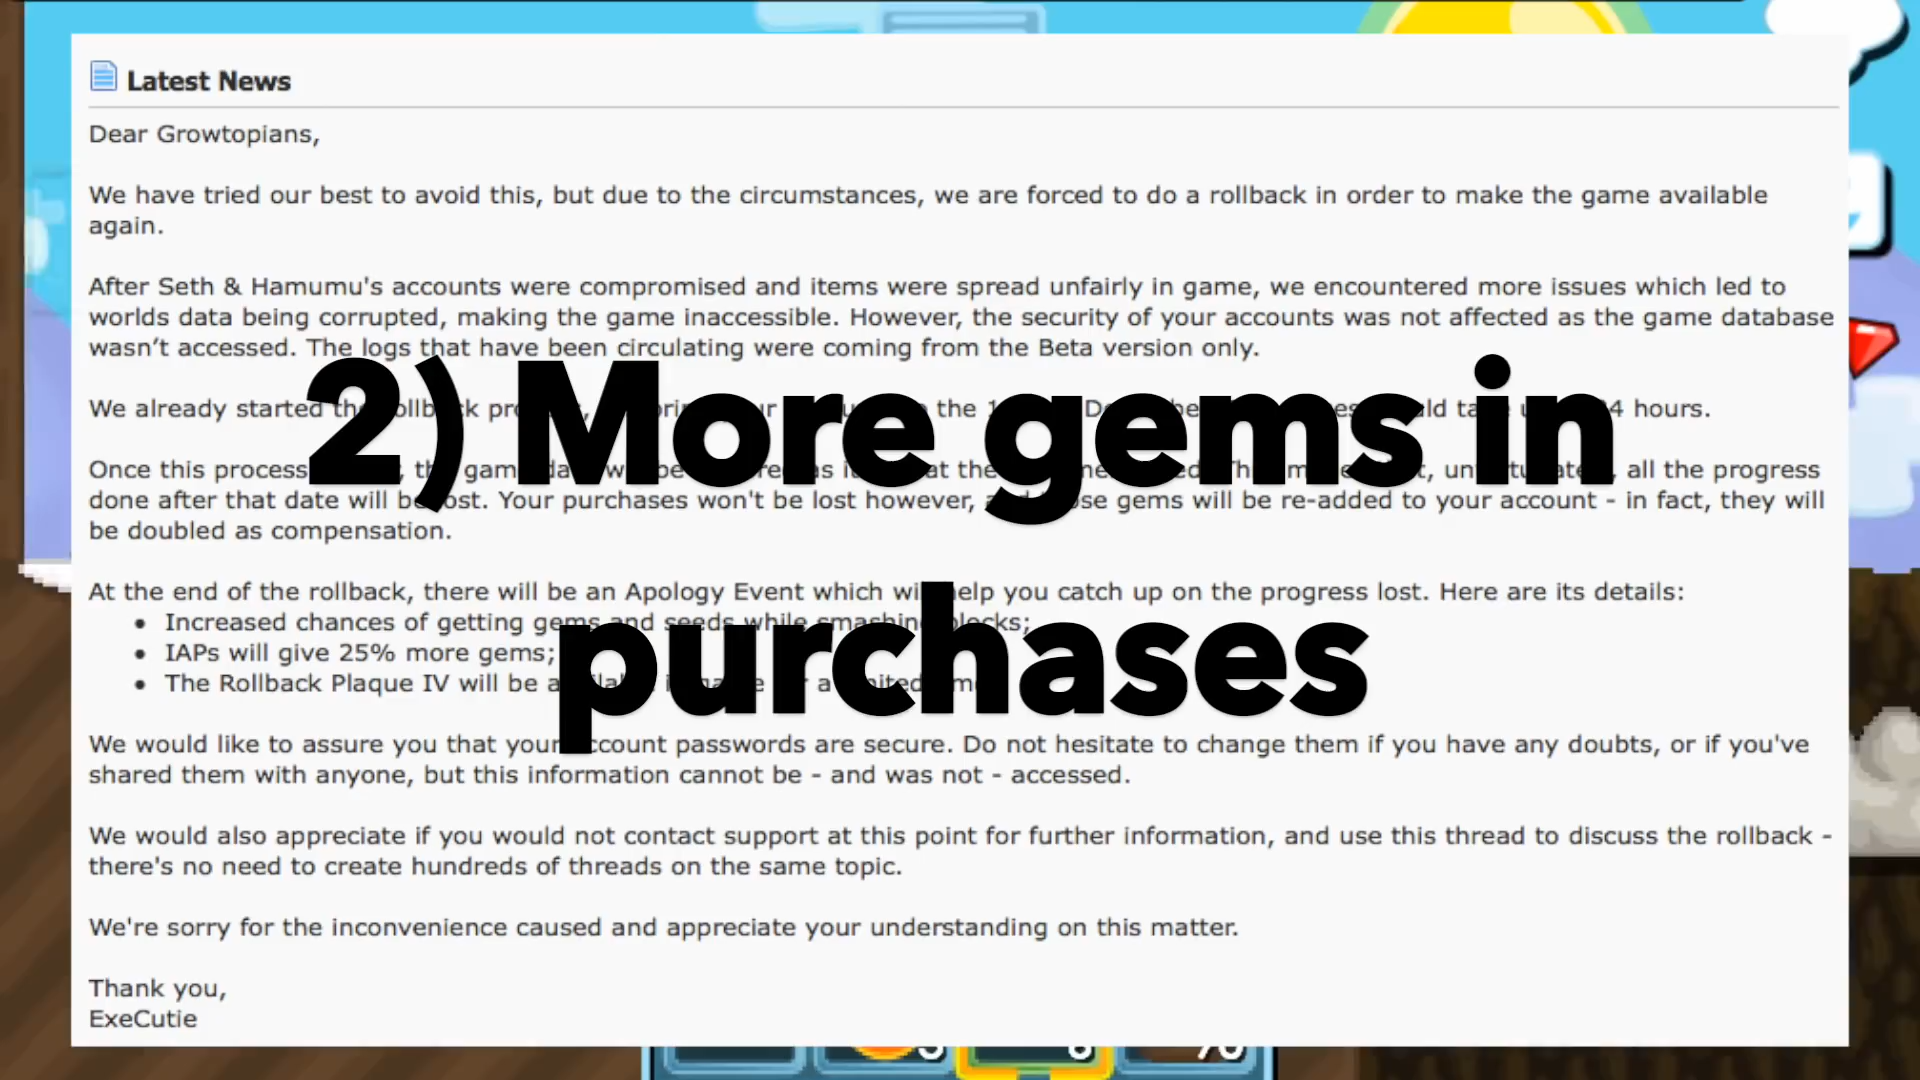 Latest News
Dear Growtopians,
We have tried our best to avoid this, but due to the circumstances, we are forced to do a rollback in order to make the game available
again.
After Seth & Hamumu's accounts were compromised and items were spread unfairly in game, we encountered more issues which led to
worlds data being corrupted, making the game inaccessible. However, the security of your accounts was not affected as the game database
wasn't accessed. The logs that have been circulating were coming from the Beta version only.
We already started the rollback the hours.
2) More gems in
Once this process the game all the progress
done after that date will be lost. Your purchases won't be lost however, gems will be re-added to your account - in fact, they will
be doubled as compensation.
At the end of the rollback, there will be an Apology Event which will help you catch up on the progress lost. Here are its details:
• Increased chances of getting gems and seeds while smashing blocks;
• IAPs will give 25% more gems;
purchases
• The Rollback Plaque IV will be
We would like to assure you that your account passwords are secure. Do not hesitate to change them if you have any doubts, or if you've
shared them with anyone, but this information cannot be - and was not - accessed.
We would also appreciate if you would not contact support at this point for further information, and use this thread to discuss the rollback -
there's no need to create hundreds of threads on the same topic.
We're sorry for the inconvenience caused and appreciate your understanding on this matter.
Thank you,
ExeCutie